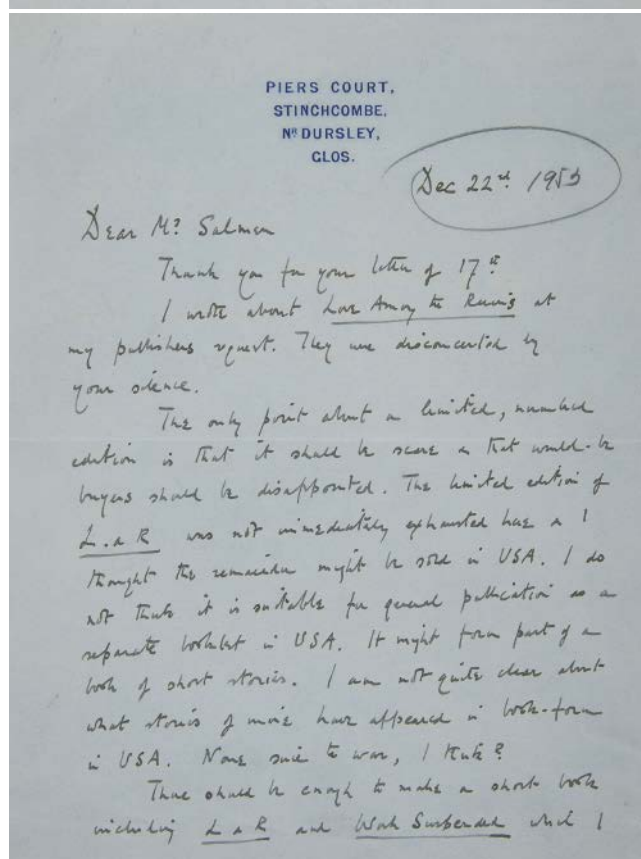 PIERS COURT,
STINCHCOMBE,
NR DURSLEY,
GLOS.
Dec 22nd 1953
Dear Mr Salmen
Thank you for your letter of 17th
I wrote about Love Among the Ruins at
my publishers request. They were disconcerted by
your silence.
The only point about a limited, numbered
edition is that it should be scarce & that would-be
buyers should be disappointed. The limited edition of
L. a R was not immediately exhausted here & I
thought the remainder might be sold in USA. I do
not think it is suitable for general publication as a
separate booklet in USA. It might form part of a
book of short stories. I am not quite clear about
what stories of mine have appeared in book-form
in USA. None since the war, I think?
There should be enough to make a short book
including L a R and Work Suspended which I